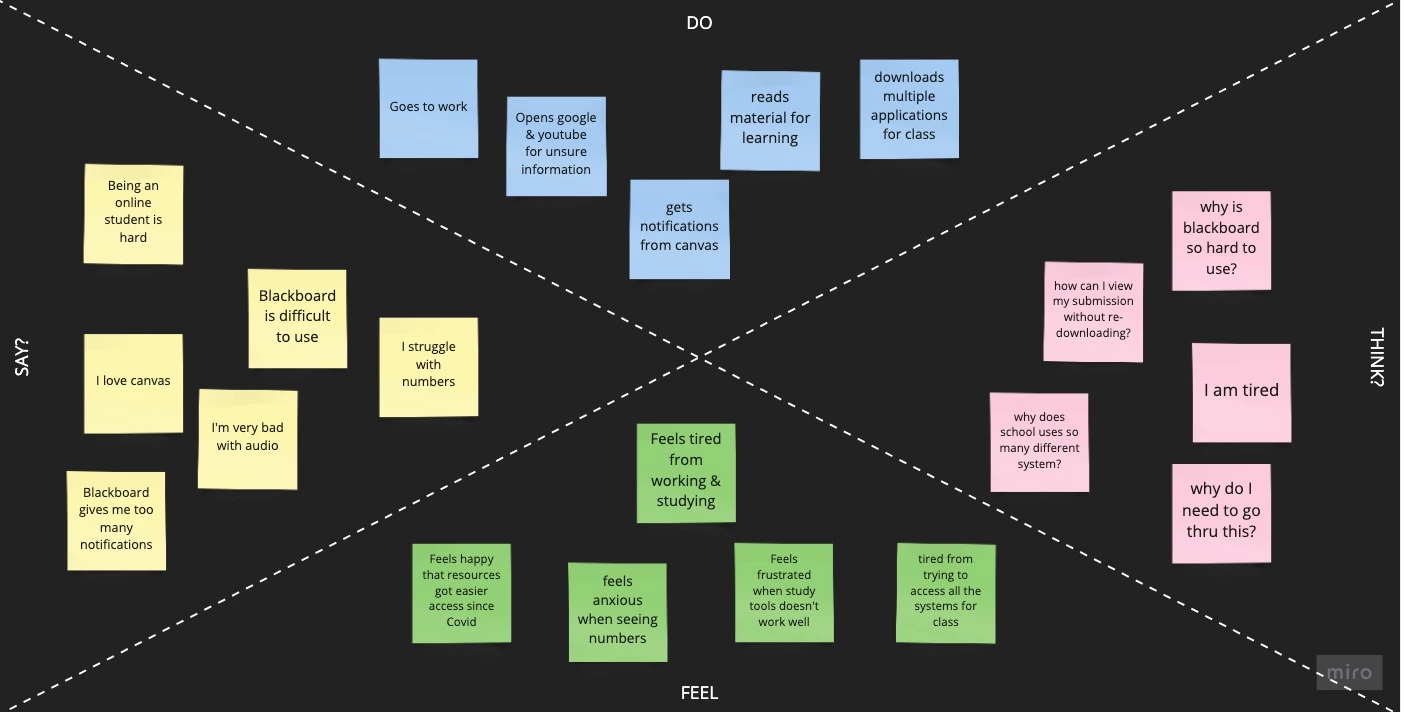 DO
Goes to work
Opens google
& youtube
for unsure
information
gets
notifications
from canvas
reads
material for
learning
downloads
multiple
applications
for class
SAY?
Being an
online
student is
hard
Blackboard
is difficult
to use
I struggle
with
numbers
I love canvas
I'm very bad
with audio
Blackboard
gives me too
many
notifications
THINK?
why is
blackboard
so hard to
use?
how can I view
my submission
without re-
downloading?
I am tired
why does
school uses so
many different
system?
why do I
need to go
thru this?
Feels tired
from
working &
studying
Feels happy
that resources
got easier
access since
Covid
feels
anxious
when seeing
numbers
Feels
frustrated
when study
tools doesn't
work well
tired from
trying to
access all the
systems for
class
FEEL
miro